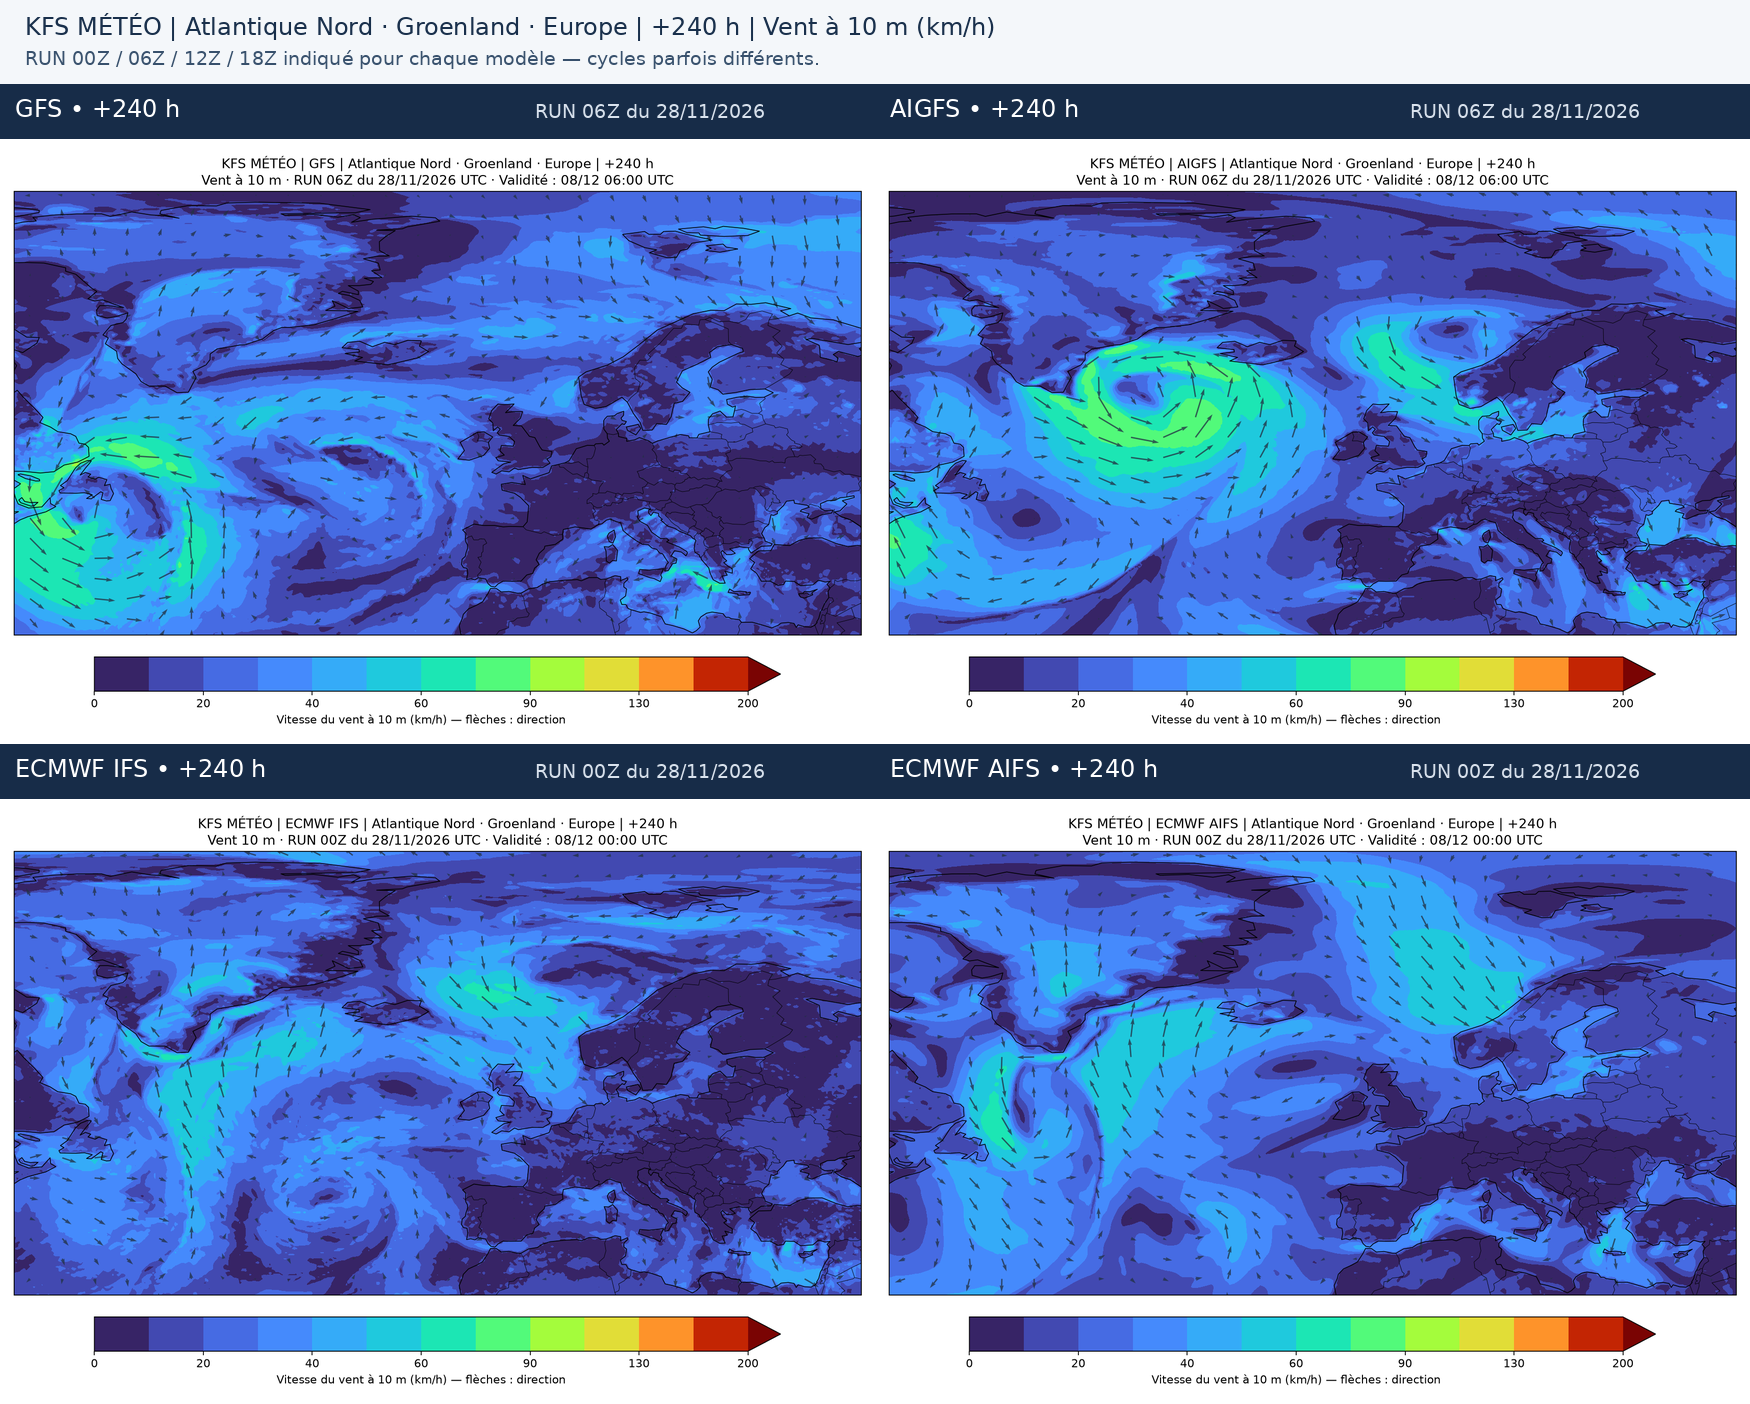 KFS MÉTÉO | Atlantique Nord · Groenland · Europe | +240 h | Vent à 10 m (km/h)
RUN 00Z / 06Z / 12Z / 18Z indiqué pour chaque modèle — cycles parfois différents.
GFS • +240 h
RUN 06Z du 28/11/2026
KFS MÉTÉO | GFS | Atlantique Nord · Groenland · Europe | +240 h
Vent à 10 m · RUN 06Z du 28/11/2026 UTC · Validité : 08/12 06:00 UTC
0 20 40 60 90 130 200
Vitesse du vent à 10 m (km/h) — flèches : direction
AIGFS • +240 h
RUN 06Z du 28/11/2026
KFS MÉTÉO | AIGFS | Atlantique Nord · Groenland · Europe | +240 h
Vent à 10 m · RUN 06Z du 28/11/2026 UTC · Validité : 08/12 06:00 UTC
0 20 40 60 90 130 200
Vitesse du vent à 10 m (km/h) — flèches : direction
ECMWF IFS • +240 h
RUN 00Z du 28/11/2026
KFS MÉTÉO | ECMWF IFS | Atlantique Nord · Groenland · Europe | +240 h
Vent 10 m · RUN 00Z du 28/11/2026 UTC · Validité : 08/12 00:00 UTC
0 20 40 60 90 130 200
Vitesse du vent à 10 m (km/h) — flèches : direction
ECMWF AIFS • +240 h
RUN 00Z du 28/11/2026
KFS MÉTÉO | ECMWF AIFS | Atlantique Nord · Groenland · Europe | +240 h
Vent 10 m · RUN 00Z du 28/11/2026 UTC · Validité : 08/12 00:00 UTC
0 20 40 60 90 130 200
Vitesse du vent à 10 m (km/h) — flèches : direction